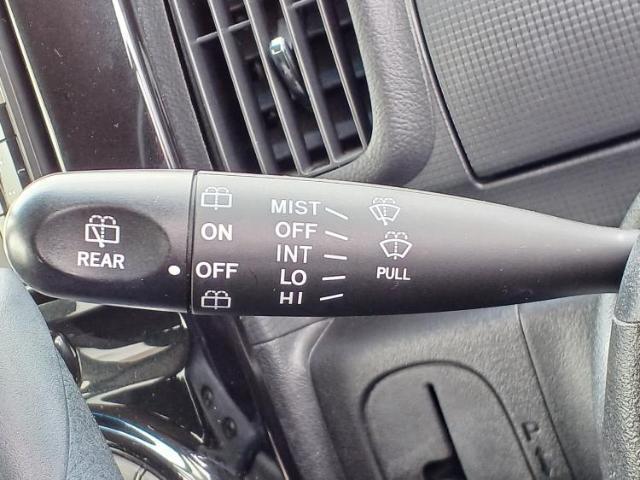 REAR
ON
OFF
MIST
OFF
INT
LO
HI
PULL
P